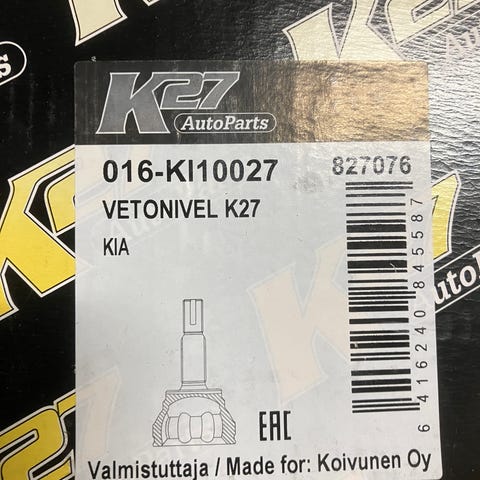 K27
AutoParts
016-KI10027
827076
VETONIVEL K27
KIA
6 416240 845587
EAC
Valmistuttaja / Made for: Koivunen Oy